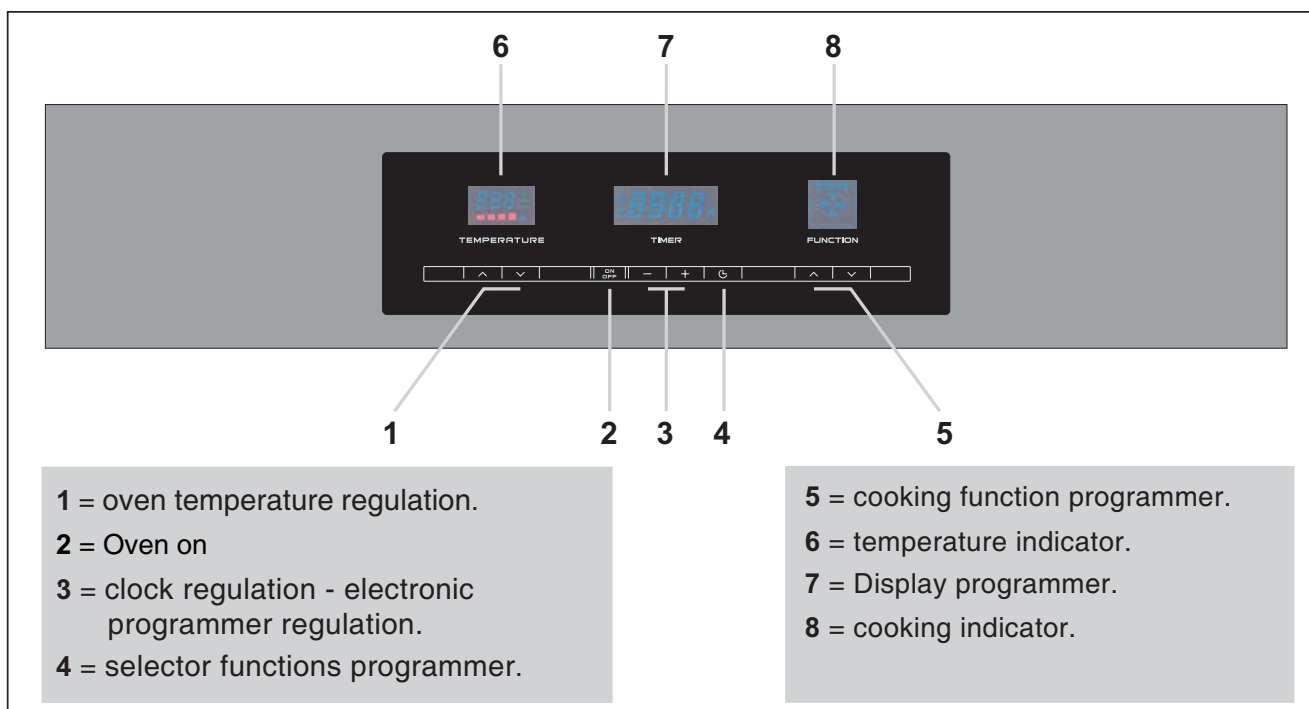 6 7 8
TEMPERATURE TIMER FUNCTION
ON
OFF
− +
1 2 3 4 5
1 = oven temperature regulation.
2 = Oven on
3 = clock regulation - electronic
programmer regulation.
4 = selector functions programmer.
5 = cooking function programmer.
6 = temperature indicator.
7 = Display programmer.
8 = cooking indicator.